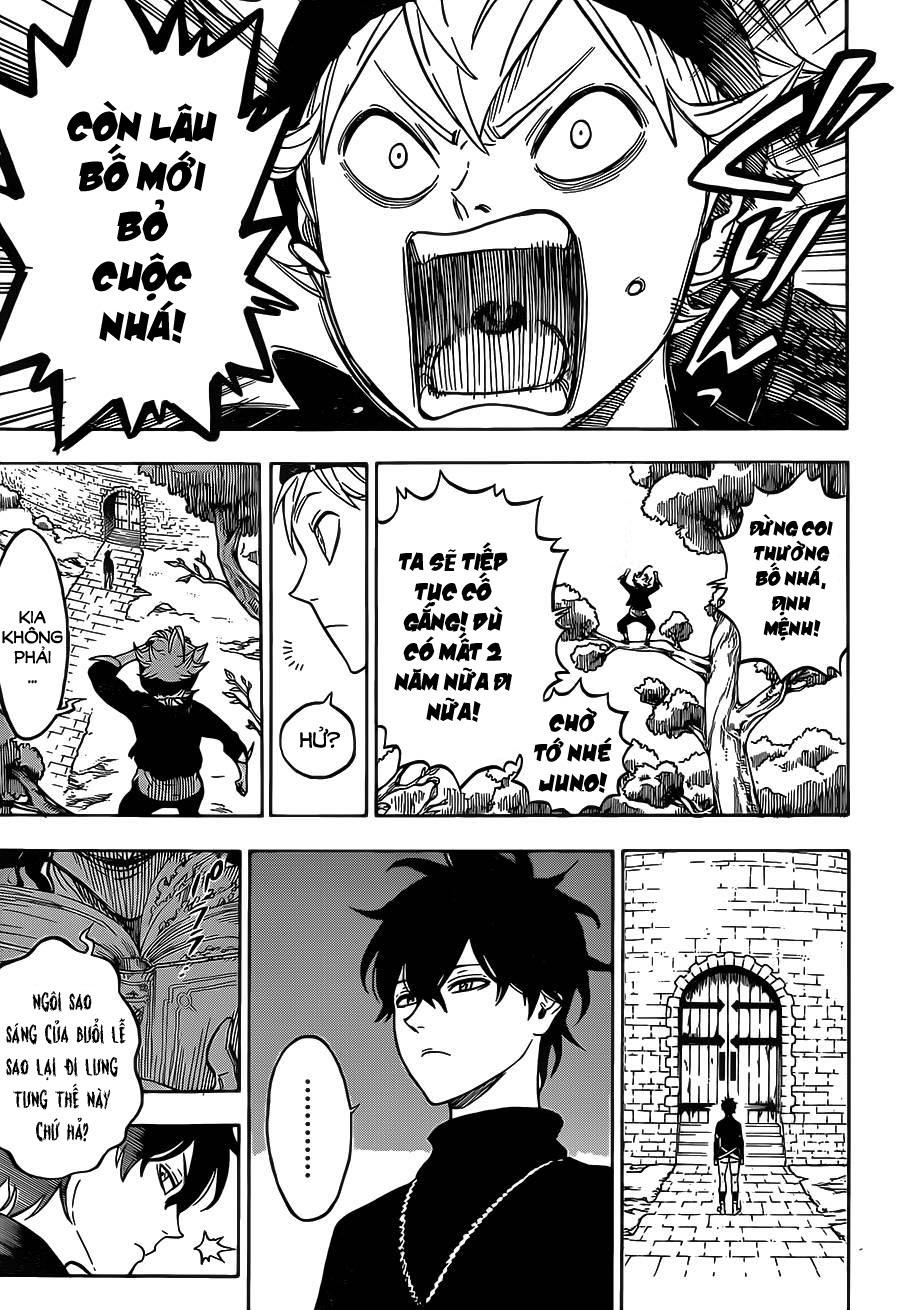 CÒN LÂU
BỐ MỚI
BỎ
CUỘC
NHÁ!
ĐỪNG COI
THƯỜNG
BỐ NHÁ,
ĐỊNH
MỆNH!
TA SẼ TIẾP
TỤC CỐ
GẮNG! DÙ
CÓ MẤT 2
NĂM NỮA ĐI
NỮA!
CHỜ
TỚ NHÉ
JUNO!
HỬ?
KIA
KHÔNG
PHẢI
...
.........
NGÔI SAO
SÁNG CỦA BUỔI LỄ
SAO LẠI ĐI LUNG
TUNG THẾ NÀY
CHỨ HẢ?